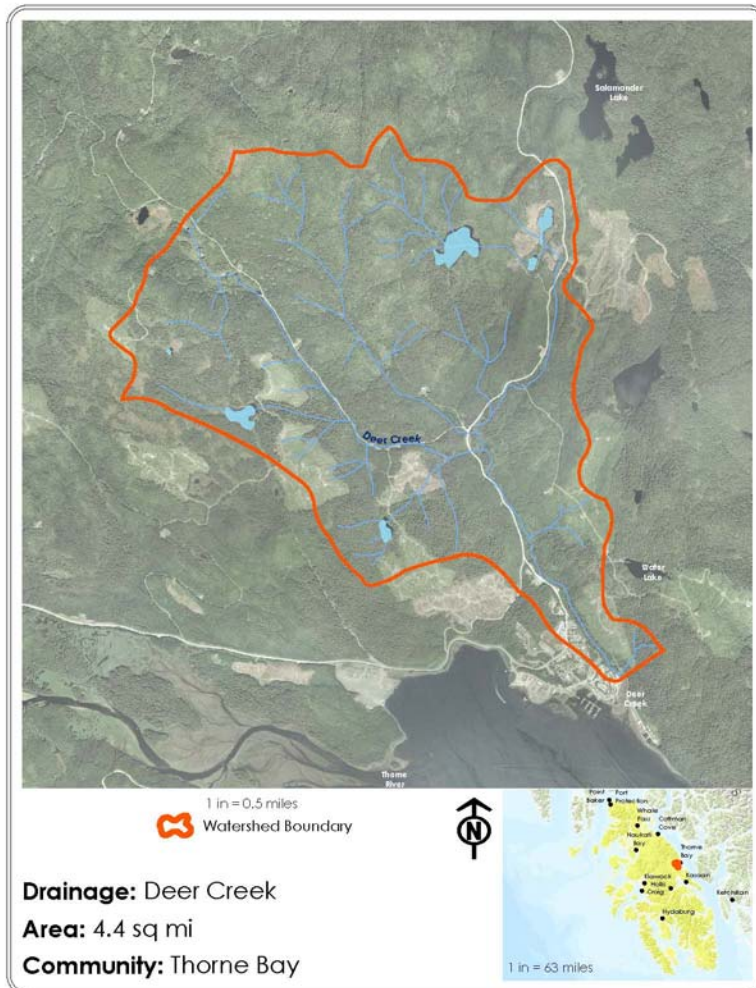 Salamander
Lake
Deer Creek
Water
Lake
Deer
Creek
Thorne
River
1 in = 0.5 miles
Watershed Boundary
N
Drainage: Deer Creek
Area: 4.4 sq mi
Community: Thorne Bay
Point
Baker
Port
Protection
Whale
Pass
Coffman
Cove
Naukati
Bay
Thorne
Bay
Klawock
Kasaan
Hollis
Craig
Ketchikan
Hydaburg
1 in = 63 miles